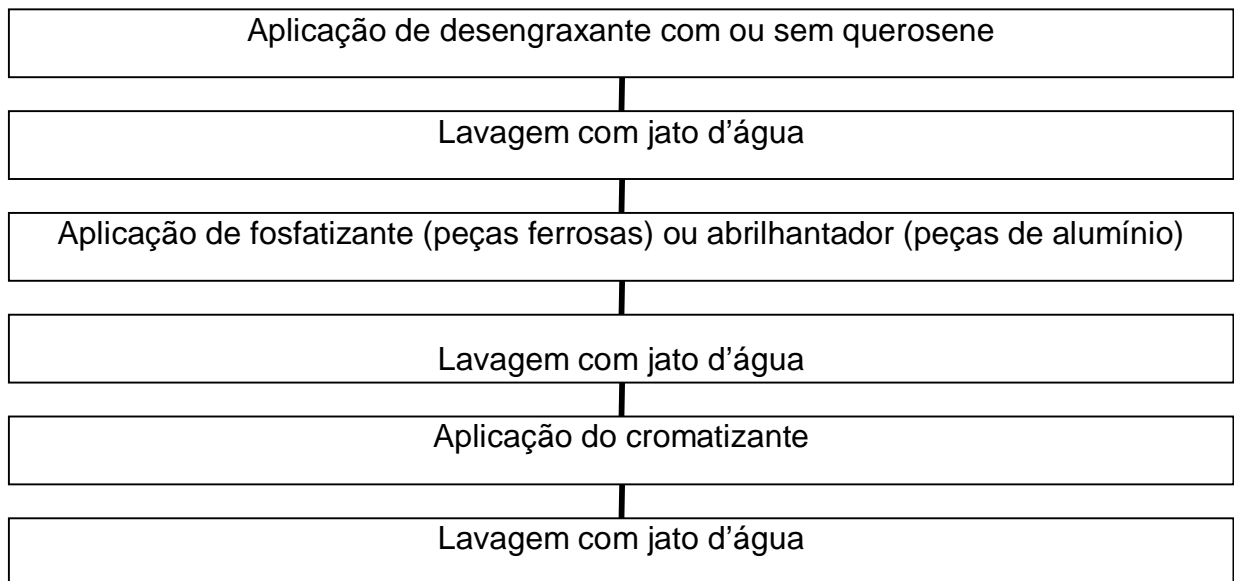 Aplicação de desengraxante com ou sem querosene
Lavagem com jato d’água
Aplicação de fosfatizante (peças ferrosas) ou abrilhantador (peças de alumínio)
Lavagem com jato d’água
Aplicação do cromatizante
Lavagem com jato d’água